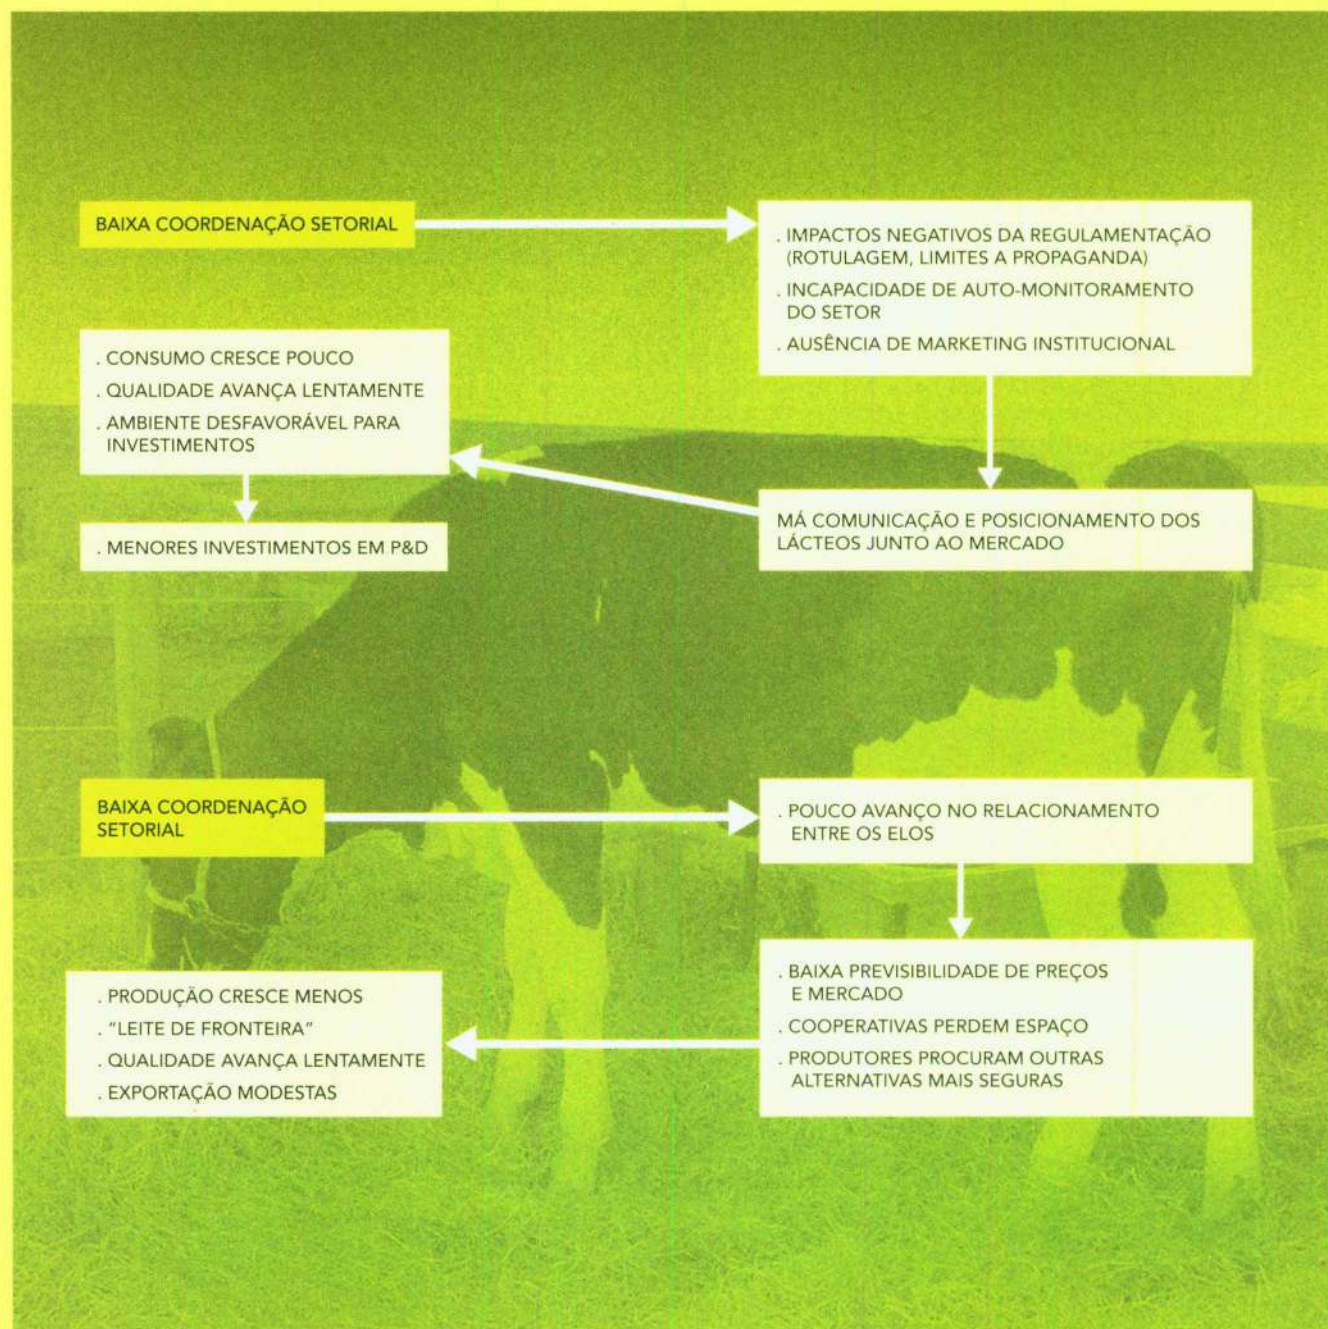 BAIXA COORDENAÇÃO SETORIAL
. IMPACTOS NEGATIVOS DA REGULAMENTAÇÃO
(ROTULAGEM, LIMITES A PROPAGANDA)
. INCAPACIDADE DE AUTO-MONITORAMENTO
DO SETOR
. AUSÊNCIA DE MARKETING INSTITUCIONAL
. CONSUMO CRESCE POUCO
. QUALIDADE AVANÇA LENTAMENTE
. AMBIENTE DESFAVORÁVEL PARA
INVESTIMENTOS
MÁ COMUNICAÇÃO E POSICIONAMENTO DOS
LÁCTEOS JUNTO AO MERCADO
. MENORES INVESTIMENTOS EM P&D
BAIXA COORDENAÇÃO
SETORIAL
. POUCO AVANÇO NO RELACIONAMENTO
ENTRE OS ELOS
. BAIXA PREVISIBILIDADE DE PREÇOS
E MERCADO
. COOPERATIVAS PERDEM ESPAÇO
. PRODUTORES PROCURAM OUTRAS
ALTERNATIVAS MAIS SEGURAS
. PRODUÇÃO CRESCE MENOS
. "LEITE DE FRONTEIRA"
. QUALIDADE AVANÇA LENTAMENTE
. EXPORTAÇÃO MODESTAS